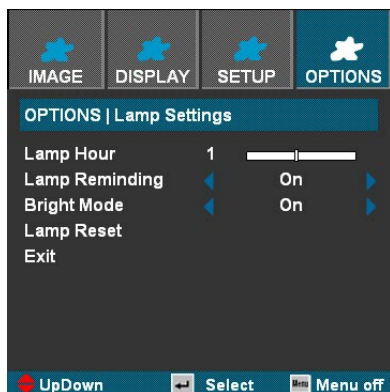 IMAGE DISPLAY SETUP OPTIONS
OPTIONS | Lamp Settings
Lamp Hour 1
Lamp Reminding On
Bright Mode On
Lamp Reset
Exit
UpDown Select Menu Menu off